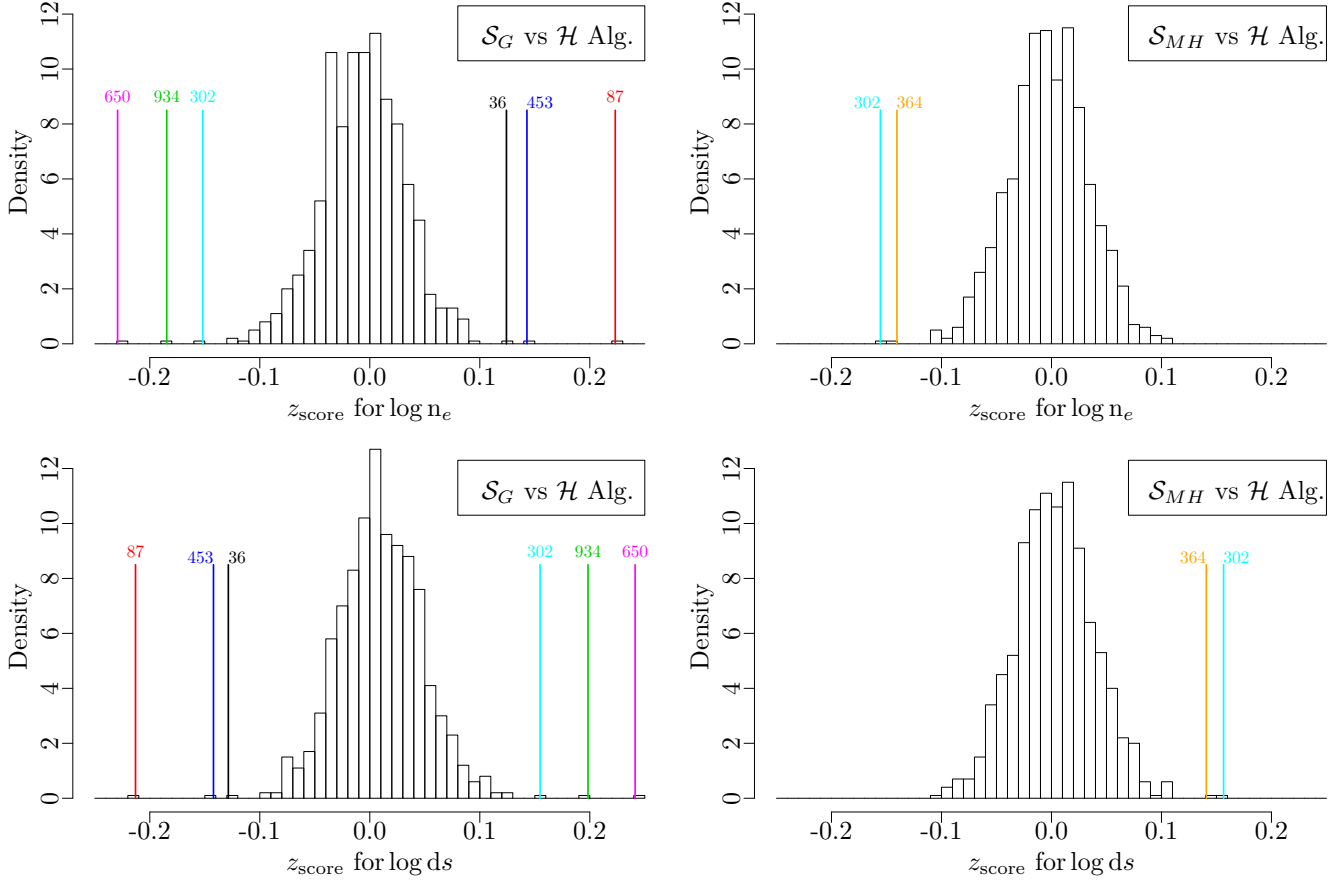 12
10
8
6
4
2
0
Density
𝒮_G vs ℋ Alg.
650
934
302
36
453
87
-0.2 -0.1 0.0 0.1 0.2
z_score for log n_e
12
10
8
6
4
2
0
Density
𝒮_MH vs ℋ Alg.
302
364
-0.2 -0.1 0.0 0.1 0.2
z_score for log n_e
12
10
8
6
4
2
0
Density
𝒮_G vs ℋ Alg.
87
453
36
302
934
650
-0.2 -0.1 0.0 0.1 0.2
z_score for log ds
12
10
8
6
4
2
0
Density
𝒮_MH vs ℋ Alg.
364
302
-0.2 -0.1 0.0 0.1 0.2
z_score for log ds